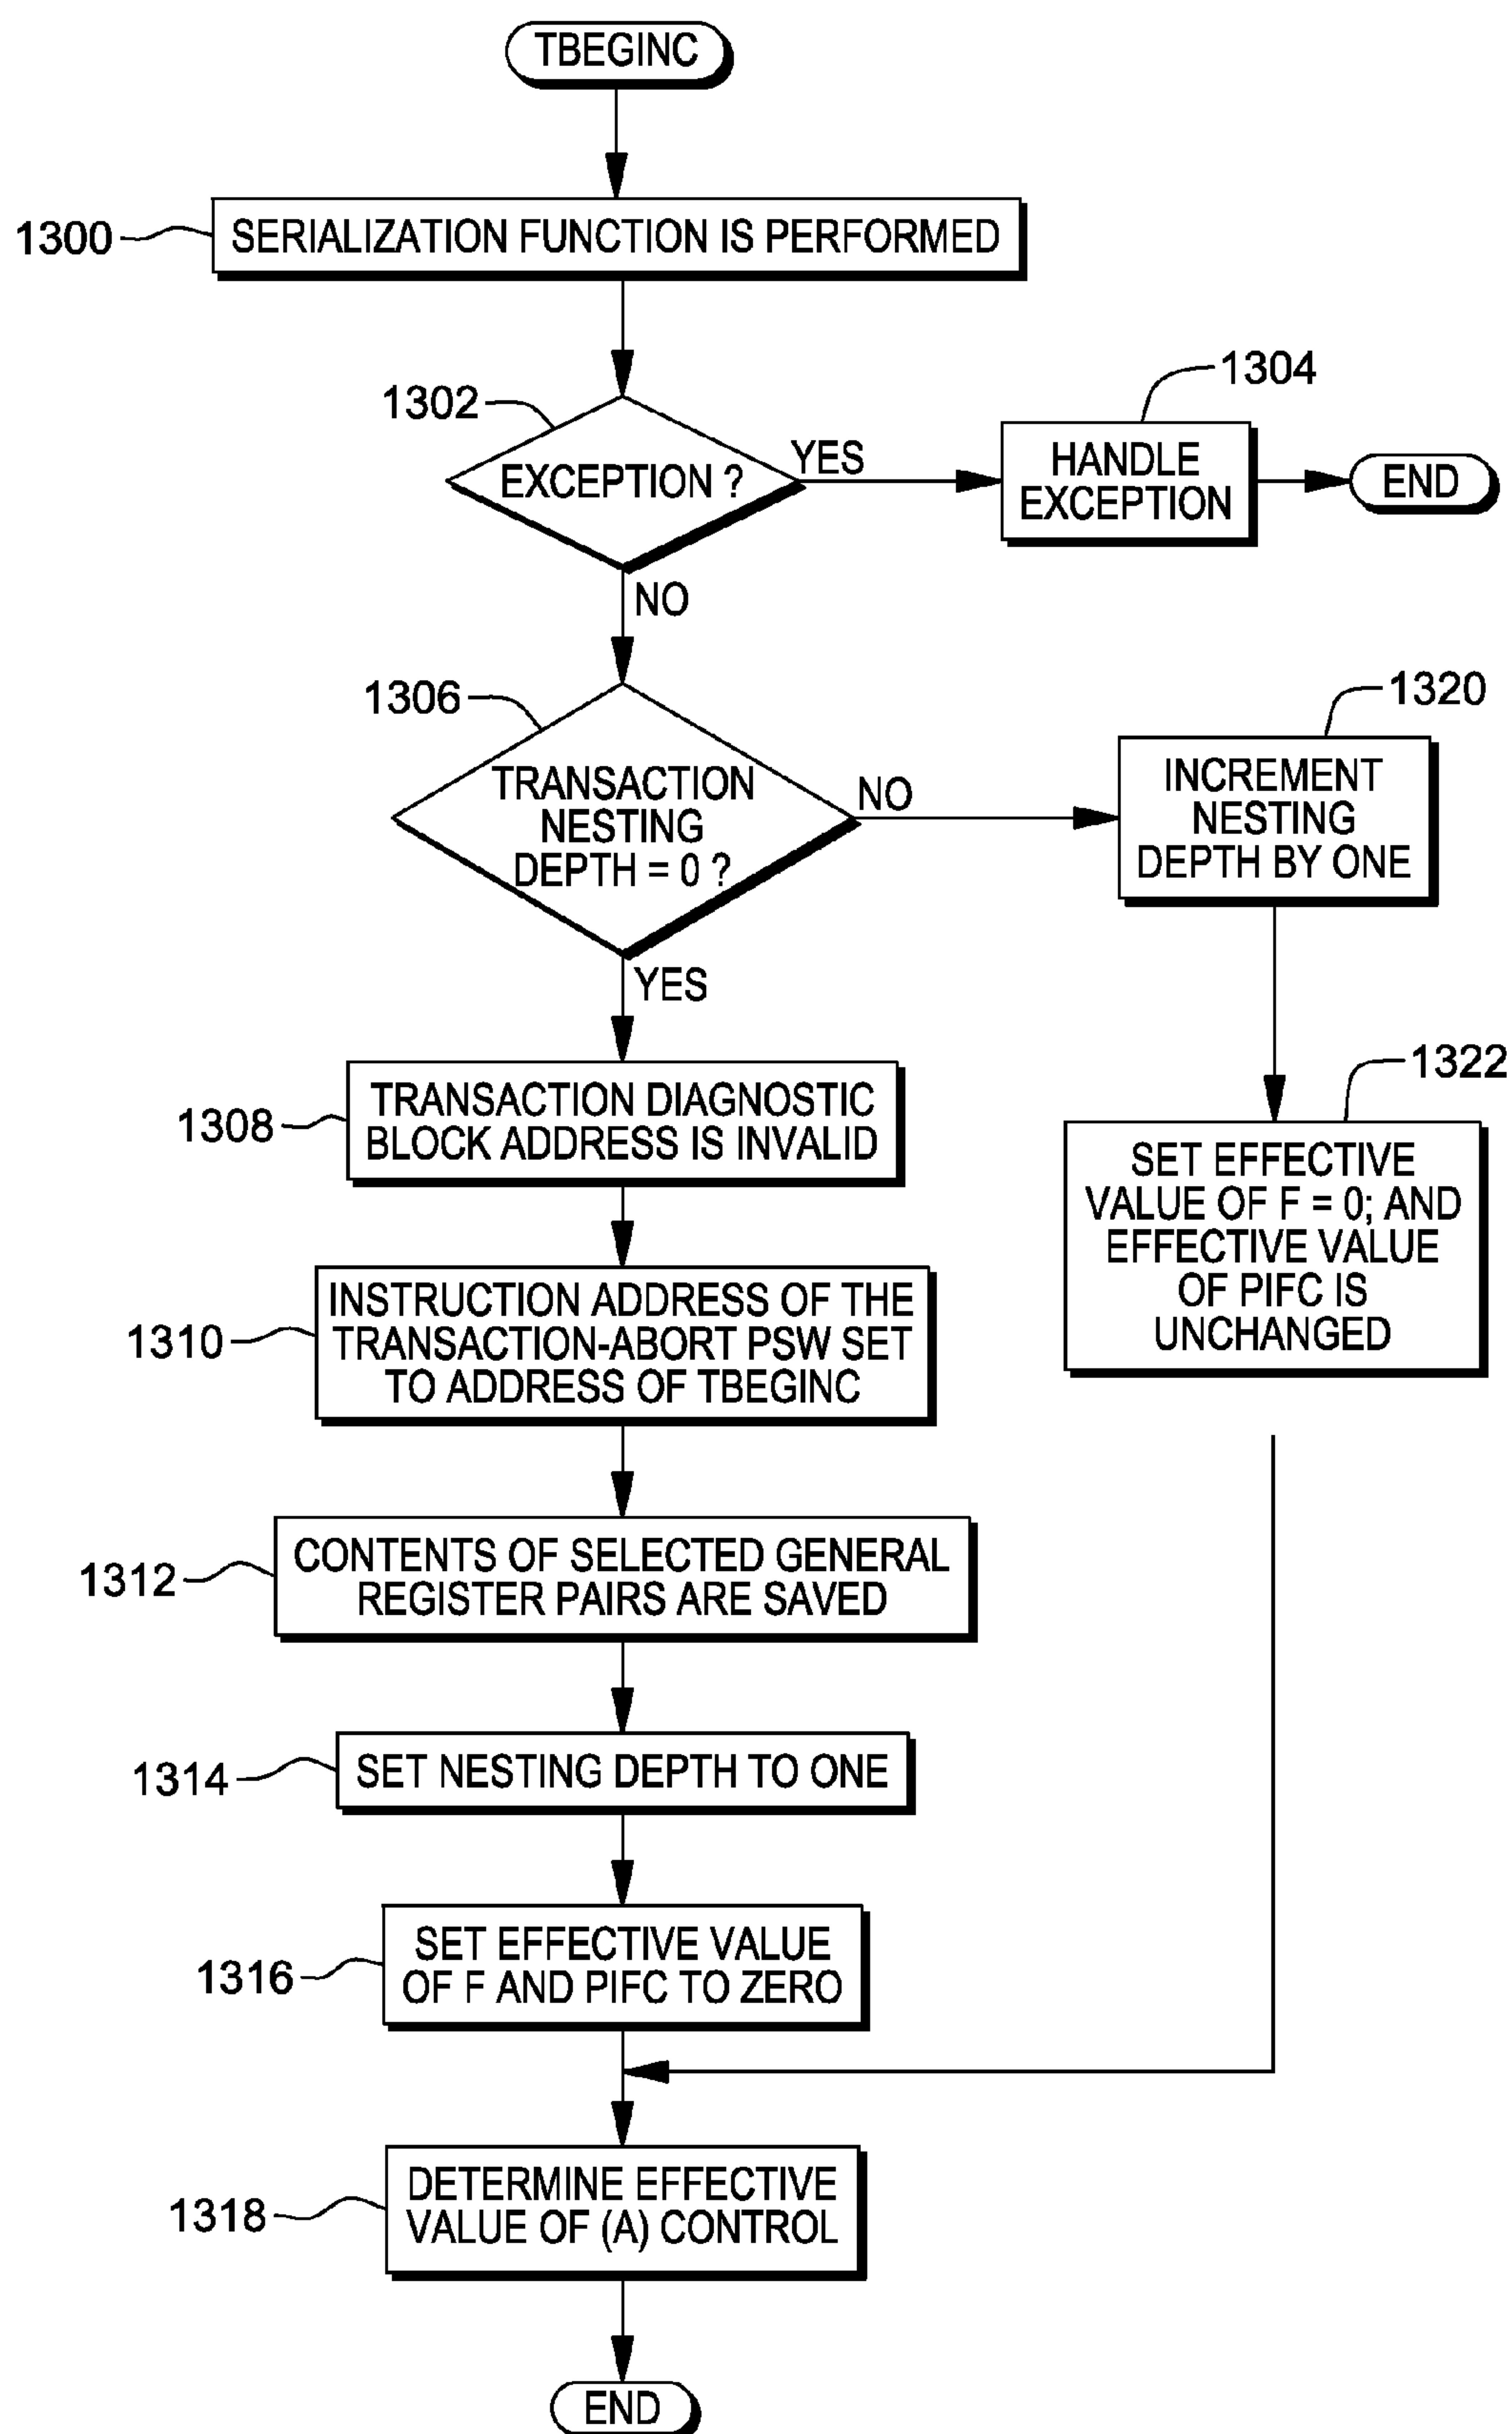 TBEGINC
1300
SERIALIZATION FUNCTION IS PERFORMED
1302
EXCEPTION ?
YES
1304
HANDLE
EXCEPTION
END
NO
1306
TRANSACTION
NESTING
DEPTH = 0 ?
NO
1320
INCREMENT
NESTING
DEPTH BY ONE
YES
1308
TRANSACTION DIAGNOSTIC
BLOCK ADDRESS IS INVALID
1322
SET EFFECTIVE
VALUE OF F = 0; AND
EFFECTIVE VALUE
OF PIFC IS
UNCHANGED
1310
INSTRUCTION ADDRESS OF THE
TRANSACTION-ABORT PSW SET
TO ADDRESS OF TBEGINC
1312
CONTENTS OF SELECTED GENERAL
REGISTER PAIRS ARE SAVED
1314
SET NESTING DEPTH TO ONE
1316
SET EFFECTIVE VALUE
OF F AND PIFC TO ZERO
1318
DETERMINE EFFECTIVE
VALUE OF (A) CONTROL
END